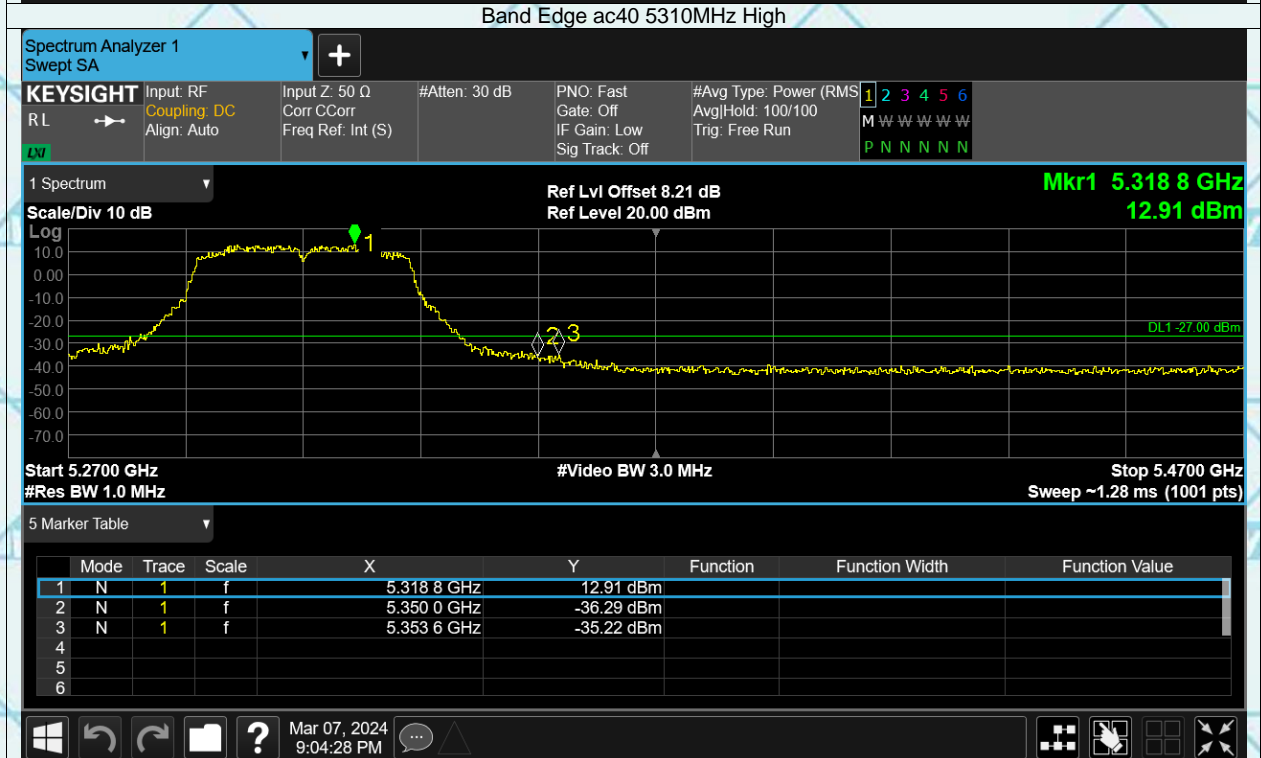 Band Edge ac40 5310MHz High
Spectrum Analyzer 1
Swept SA
+
KEYSIGHT
RL
LXI
Input: RF
Coupling: DC
Align: Auto
Input Z: 50 Ω
Corr CCorr
Freq Ref: Int (S)
#Atten: 30 dB
PNO: Fast
Gate: Off
IF Gain: Low
Sig Track: Off
#Avg Type: Power (RMS
Avg|Hold: 100/100
Trig: Free Run
1 2 3 4 5 6
M W W W W W
P N N N N N
1 Spectrum
Scale/Div 10 dB
Ref Lvl Offset 8.21 dB
Ref Level 20.00 dBm
Mkr1 5.318 8 GHz
12.91 dBm
Log
10.0
0.00
-10.0
-20.0
-30.0
-40.0
-50.0
-60.0
-70.0
1
2
3
DL1 -27.00 dBm
Start 5.2700 GHz
#Res BW 1.0 MHz
#Video BW 3.0 MHz
Stop 5.4700 GHz
Sweep ~1.28 ms (1001 pts)
5 Marker Table
Mode Trace Scale X Y Function Function Width Function Value
1 N 1 f 5.318 8 GHz 12.91 dBm
2 N 1 f 5.350 0 GHz -36.29 dBm
3 N 1 f 5.353 6 GHz -35.22 dBm
4
5
6
?
Mar 07, 2024
9:04:28 PM